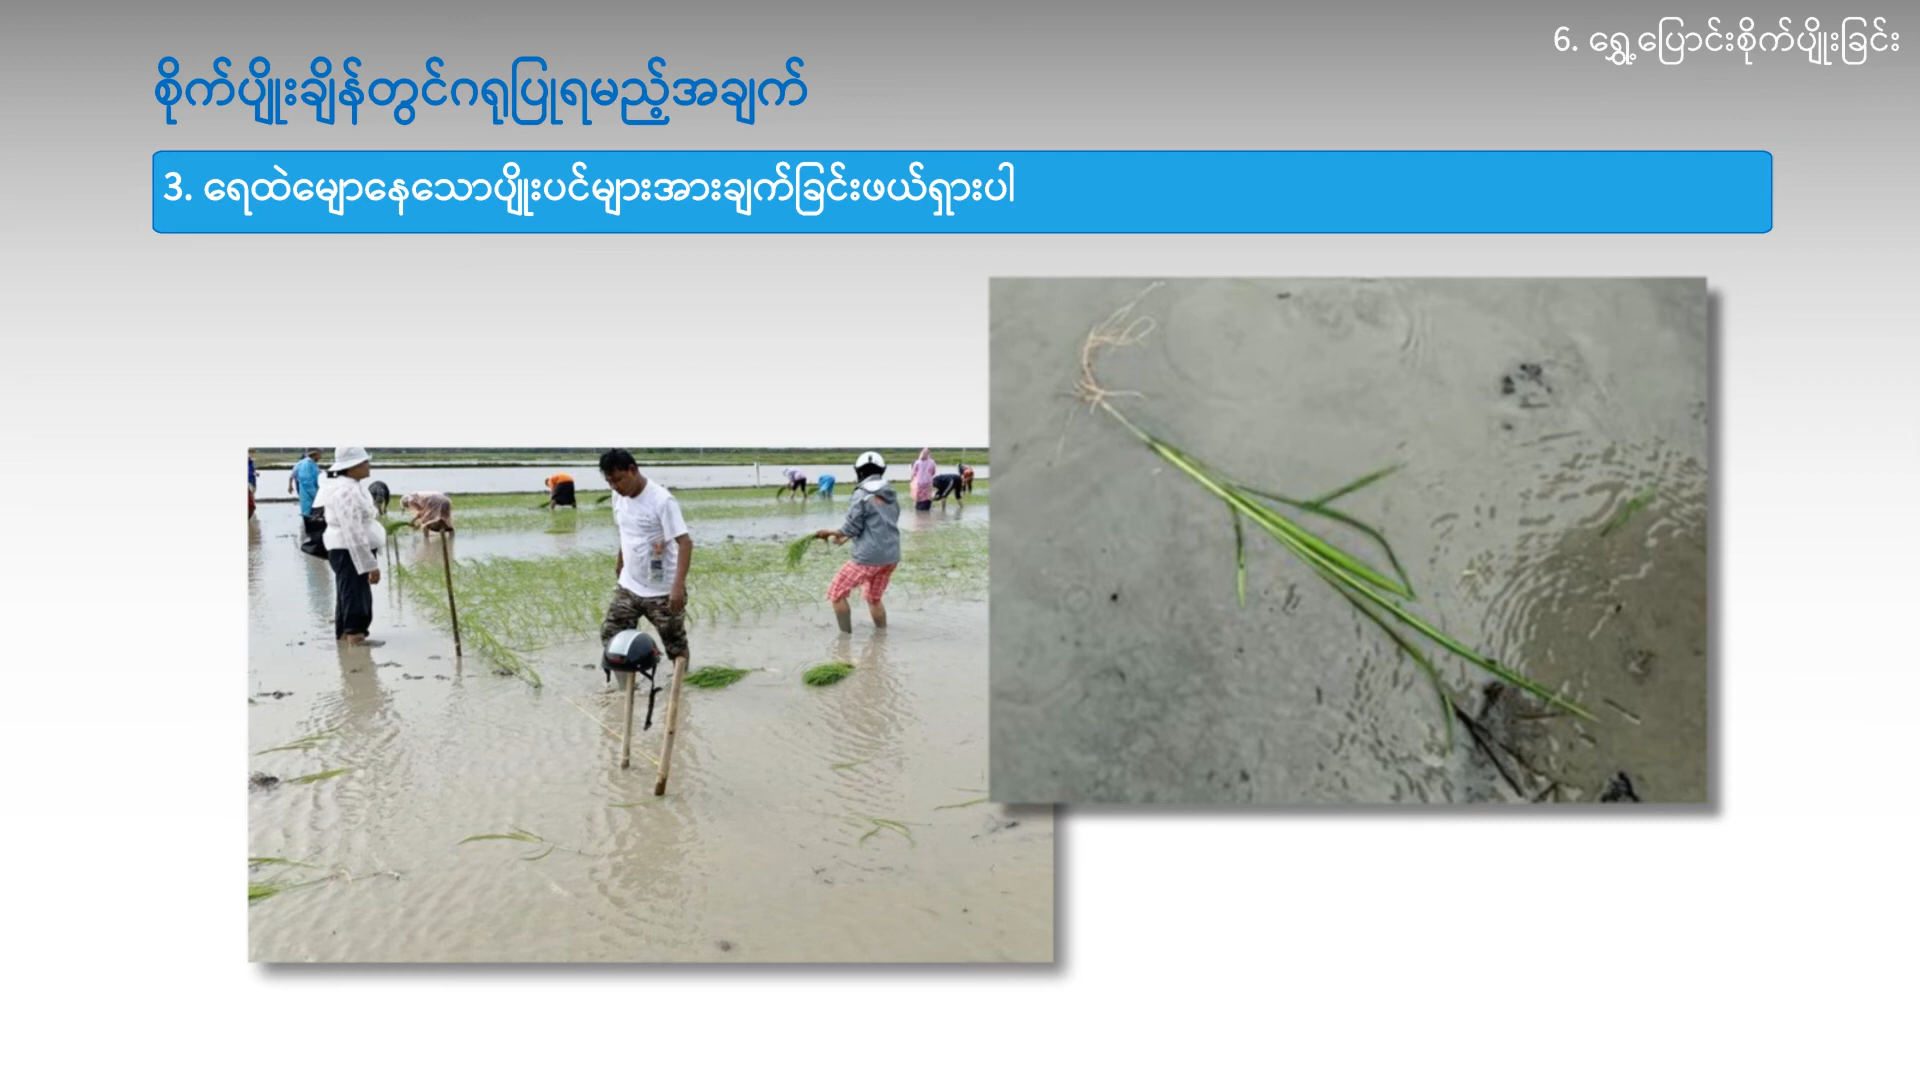 6. ရွှေ့ပြောင်းစိုက်ပျိုးခြင်း
စိုက်ပျိုးချိန်တွင်ဂရုပြုရမည့်အချက်
3. ရေထဲမျောနေသောပျိုးပင်များအားချက်ခြင်းဖယ်ရှားပါ